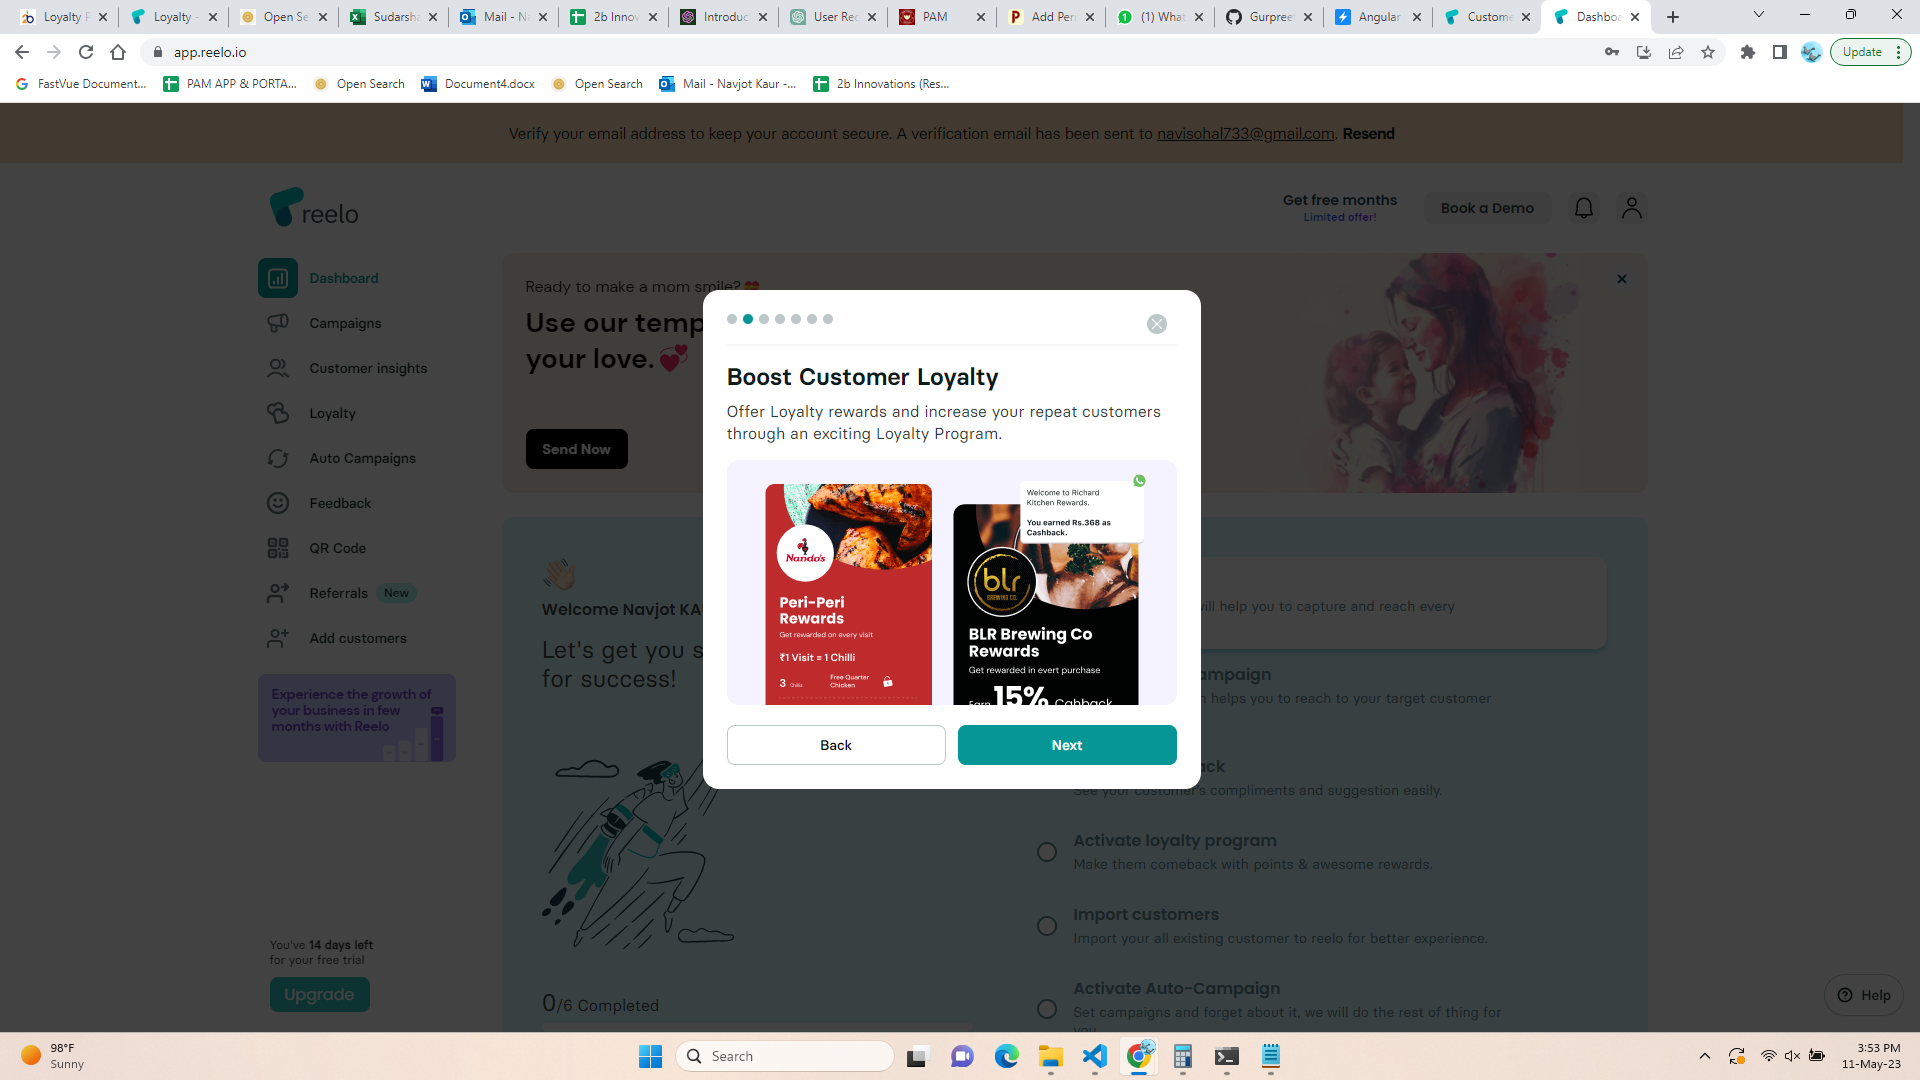 Loyalty P
Loyalty -
Open Se
Sudarsha
Mail - Na
2b Innov
Introduc
User Rec
PAM
Add Perm
(1) What
Gurpreet
Angular
Custome
Dashboa
app.reelo.io
Update
FastVue Document...
PAM APP & PORTA...
Open Search
Document4.docx
Open Search
Mail - Navjot Kaur -...
2b Innovations (Res...
Verify your email address to keep your account secure. A verification email has been sent to navisohal733@gmail.com. Resend
reelo
Get free months
Limited offer!
Book a Demo
Dashboard
Campaigns
Customer insights
Loyalty
Auto Campaigns
Feedback
QR Code
Referrals New
Add customers
Experience the growth of
your business in few
months with Reelo
You've 14 days left
for your free trial
Upgrade
Ready to make a mom smile?
Use our temp
your love.
Send Now
Boost Customer Loyalty
Offer Loyalty rewards and increase your repeat customers
through an exciting Loyalty Program.
Nando's
Peri-Peri
Rewards
Get rewarded on every visit
₹1 Visit = 1 Chilli
3 Chillis
Free Quarter
Chicken
Welcome to Richard
Kitchen Rewards.
You earned Rs.368 as
Cashback.
blr
BREWING CO.
BLR Brewing Co
Rewards
Get rewarded in evert purchase
Earn 15% Cahback
Back
Next
Welcome Navjot KA
Let's get you s
for success!
0/6 Completed
will help you to capture and reach every
ampaign
n helps you to reach to your target customer
ck
See your customer's compliments and suggestion easily.
Activate loyalty program
Make them comeback with points & awesome rewards.
Import customers
Import your all existing customer to reelo for better experience.
Activate Auto-Campaign
Set campaigns and forget about it, we will do the rest of thing for
you
Help
98°F
Sunny
Search
3:53 PM
11-May-23